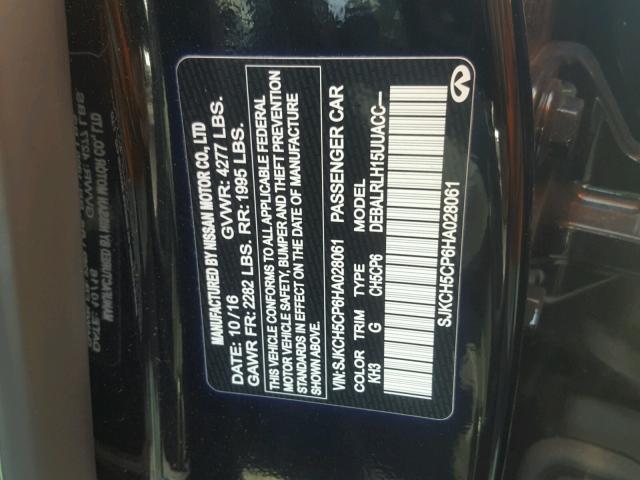 MANUFACTURED BY NISSAN MOTOR CO., LTD
DATE: 10/16 GVWR: 4277 LBS.
GAWR FR: 2282 LBS. RR: 1995 LBS.
THIS VEHICLE CONFORMS TO ALL APPLICABLE FEDERAL
MOTOR VEHICLE SAFETY, BUMPER AND THEFT PREVENTION
STANDARDS IN EFFECT ON THE DATE OF MANUFACTURE
SHOWN ABOVE.
VIN:SJKCH5CP6HA028061 PASSENGER CAR
COLOR TRIM TYPE MODEL
KH3 G CH5CP6 DEBALRLH15UUACC—
SJKCH5CP6HA028061